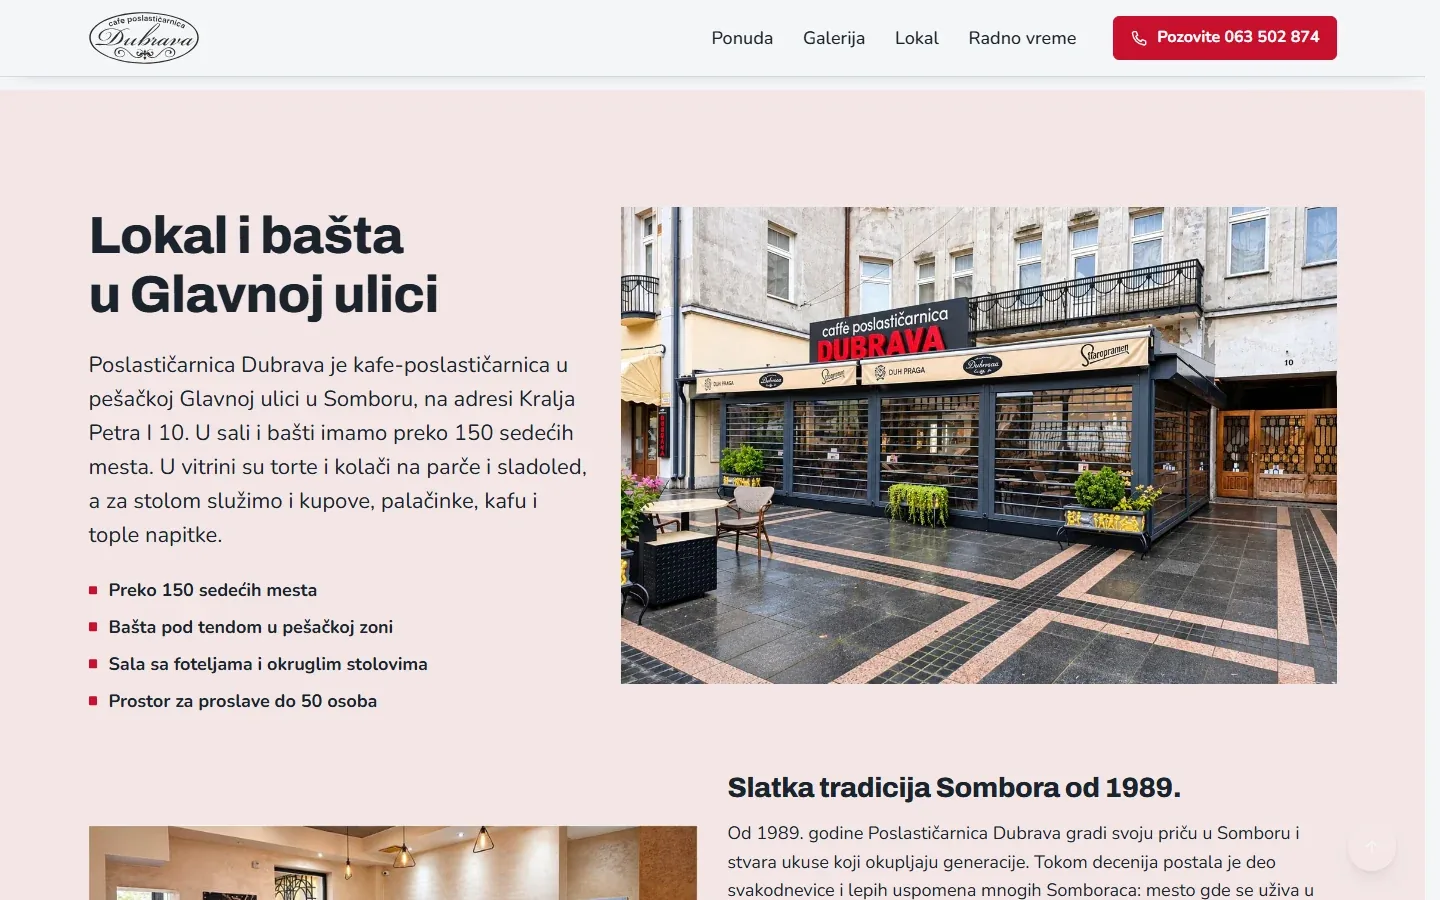 cafe poslastičarnica
Dubrava
Ponuda
Galerija
Lokal
Radno vreme
Pozovite 063 502 874
Lokal i bašta
u Glavnoj ulici
Poslastičarnica Dubrava je kafe-poslastičarnica u
pešačkoj Glavnoj ulici u Somboru, na adresi Kralja
Petra I 10. U sali i bašti imamo preko 150 sedećih
mesta. U vitrini su torte i kolači na parče i sladoled,
a za stolom služimo i kupove, palačinke, kafu i
tople napitke.
Preko 150 sedećih mesta
Bašta pod tendom u pešačkoj zoni
Sala sa foteljama i okruglim stolovima
Prostor za proslave do 50 osoba
caffè poslastičarnica
DUBRAVA
DUH PRAGA
Dubrava
Staropramen
DUH PRAGA
Dubrava
Staropramen
10
Slatka tradicija Sombora od 1989.
Od 1989. godine Poslastičarnica Dubrava gradi svoju priču u Somboru i
stvara ukuse koji okupljaju generacije. Tokom decenija postala je deo
svakodnevice i lepih uspomena mnogih Somboraca: mesto gde se uživa u